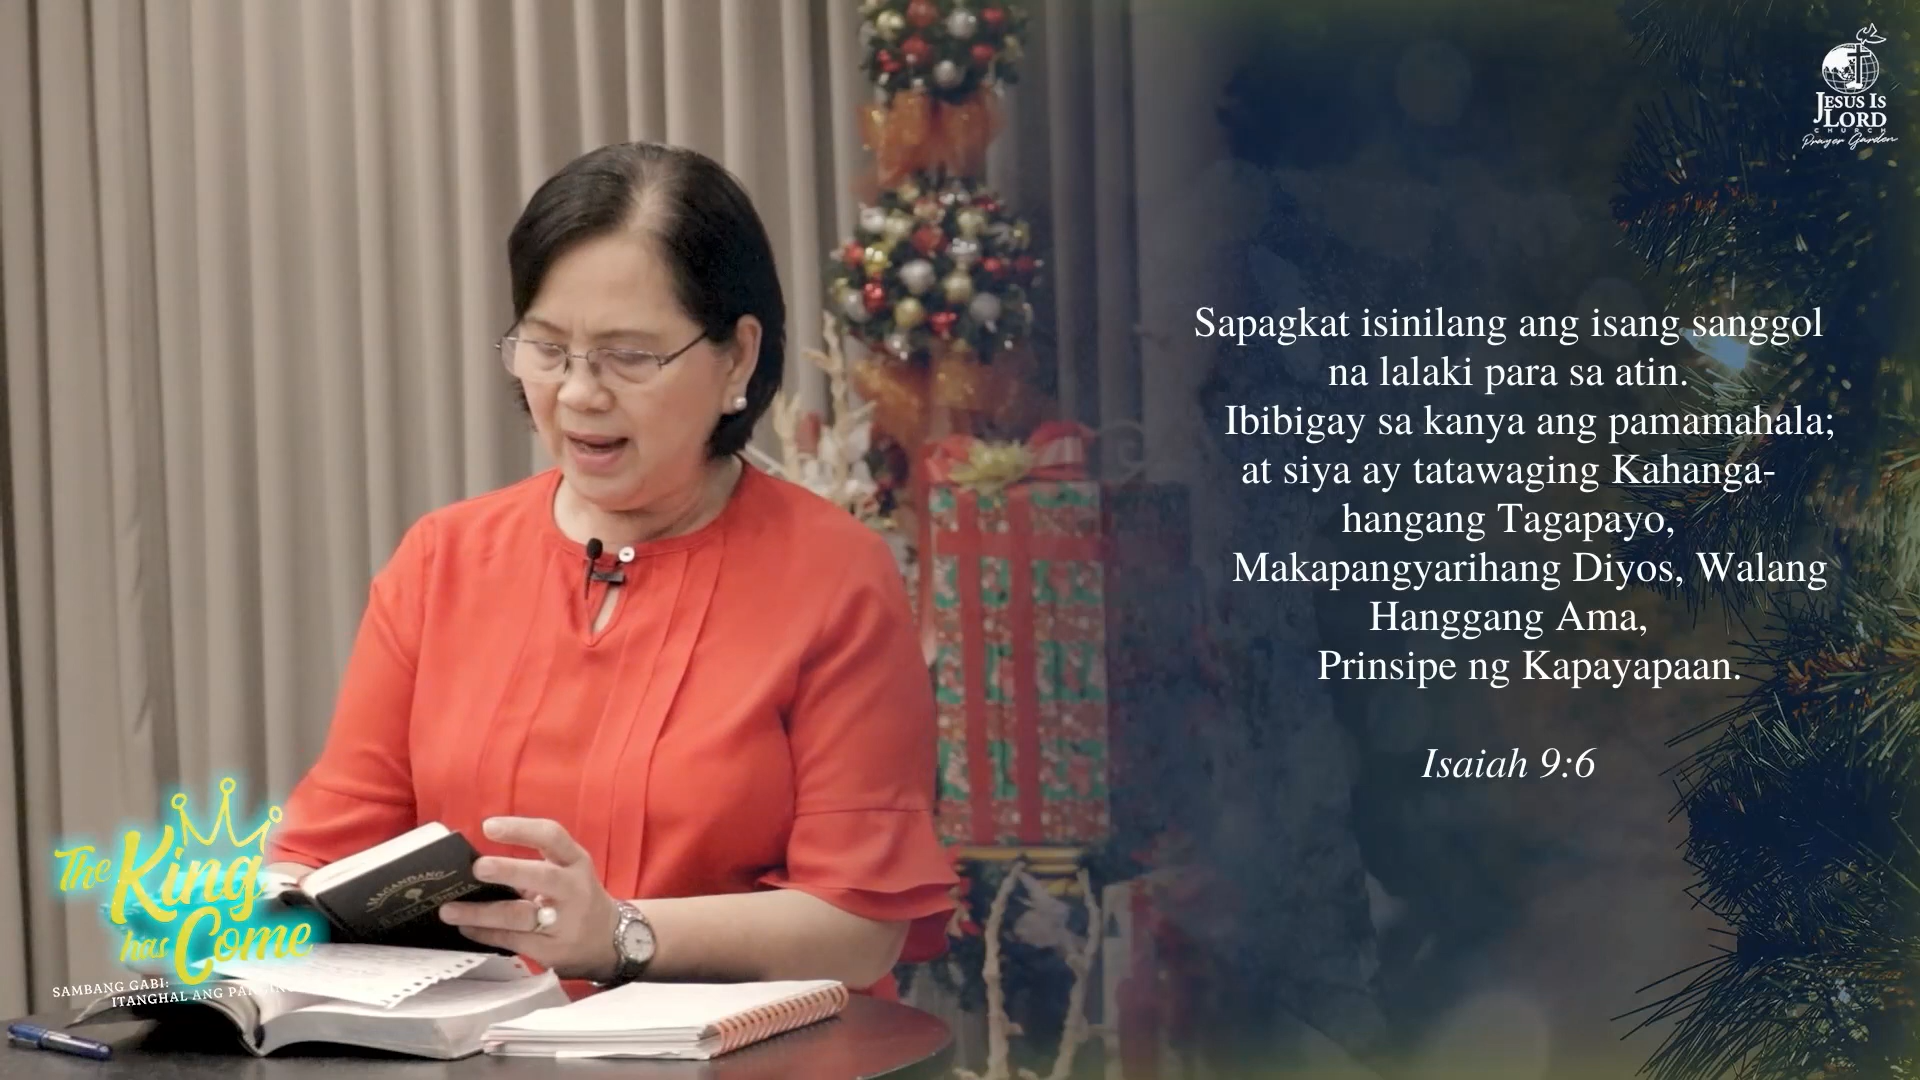 JESUS IS
LORD
CHURCH
Prayer Garden
Sapagkat isinilang ang isang sanggol
na lalaki para sa atin.
Ibibigay sa kanya ang pamamahala;
at siya ay tatawaging Kahanga-
hangang Tagapayo,
Makapangyarihang Diyos, Walang
Hanggang Ama,
Prinsipe ng Kapayapaan.
Isaiah 9:6
The
King
has Come
SAMBANG GABI:
ITANGHAL ANG